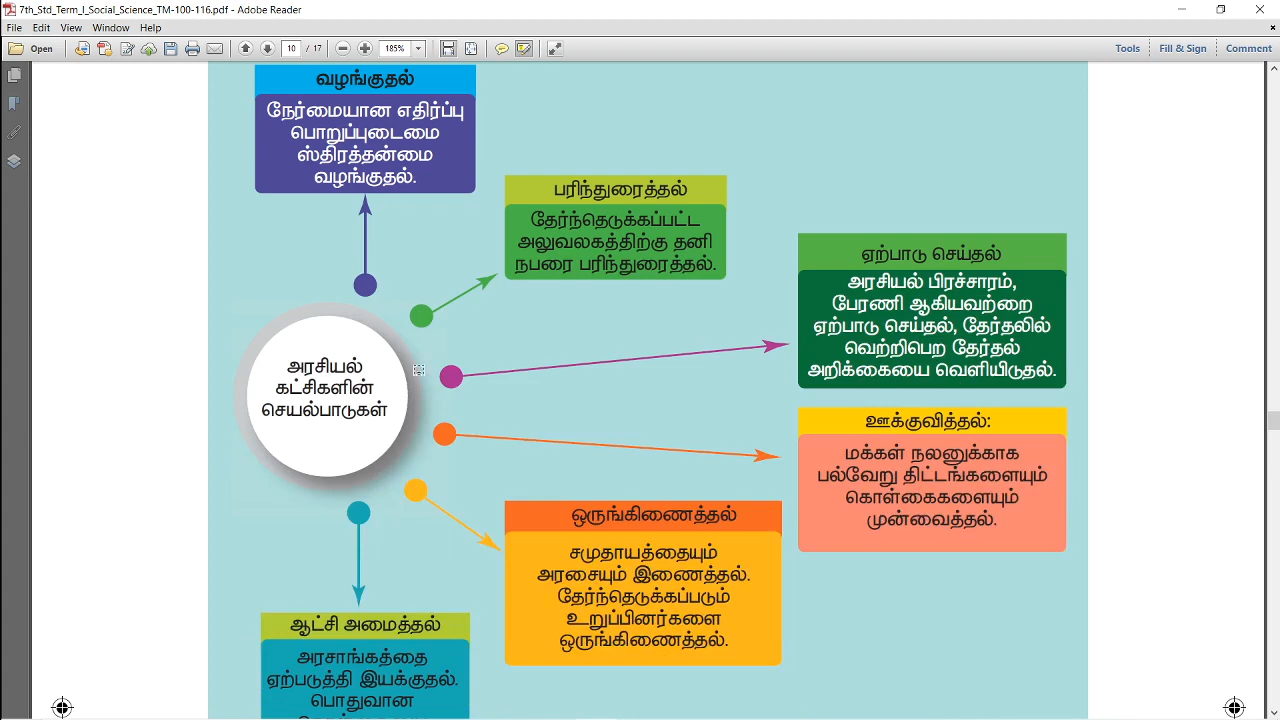 7th_Std_Term_I_Social_Science_TM-100-116.pdf - Adobe Reader
File Edit View Window Help
Open 10 / 17 185% Tools Fill & Sign Comment
வழங்குதல்
நேர்மையான எதிர்ப்பு
பொறுப்புடைமை
ஸ்திரத்தன்மை
வழங்குதல்.
பரிந்துரைத்தல்
தேர்ந்தெடுக்கப்பட்ட
அலுவலகத்திற்கு தனி
நபரை பரிந்துரைத்தல்.
ஏற்பாடு செய்தல்
அரசியல் பிரச்சாரம்,
பேரணி ஆகியவற்றை
ஏற்பாடு செய்தல், தேர்தலில்
வெற்றிபெற தேர்தல்
அறிக்கையை வெளியிடுதல்.
அரசியல்
கட்சிகளின்
செயல்பாடுகள்
ஊக்குவித்தல்:
மக்கள் நலனுக்காக
பல்வேறு திட்டங்களையும்
கொள்கைகளையும்
முன்வைத்தல்.
ஒருங்கிணைத்தல்
சமுதாயத்தையும்
அரசையும் இணைத்தல்.
தேர்ந்தெடுக்கப்படும்
உறுப்பினர்களை
ஒருங்கிணைத்தல்.
ஆட்சி அமைத்தல்
அரசாங்கத்தை
ஏற்படுத்தி இயக்குதல்.
பொதுவான